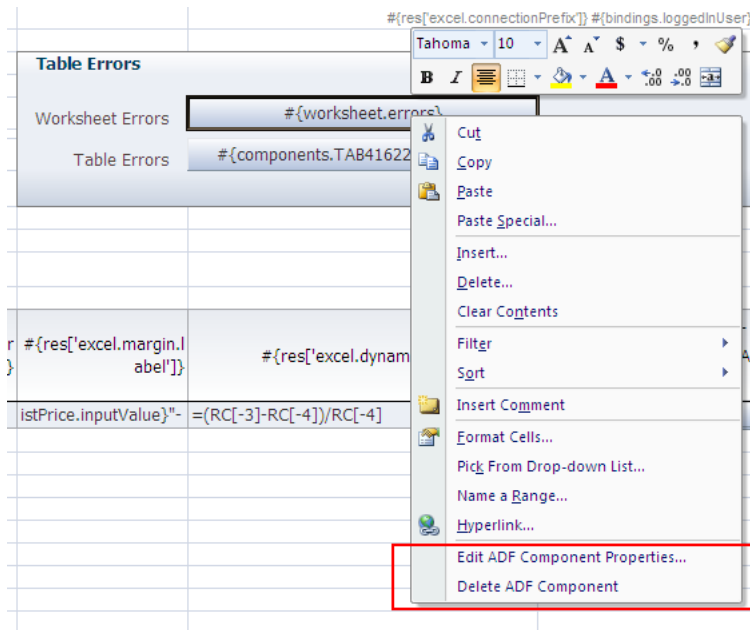 #{res['excel.connectionPrefix']} #{bindings.loggedInUser}
Tahoma 10 A A $ % ,
B I A .00 .00 a
Table Errors
Worksheet Errors #{worksheet.errors}
Table Errors #{components.TAB41622
Cut
Copy
Paste
Paste Special...
Insert...
Delete...
Clear Contents
Filter
Sort
Insert Comment
Format Cells...
Pick From Drop-down List...
Name a Range...
Hyperlink...
Edit ADF Component Properties...
Delete ADF Component
r #{res['excel.margin.l #{res['excel.dynam
} abel']}
istPrice.inputValue}"- =(RC[-3]-RC[-4])/RC[-4]